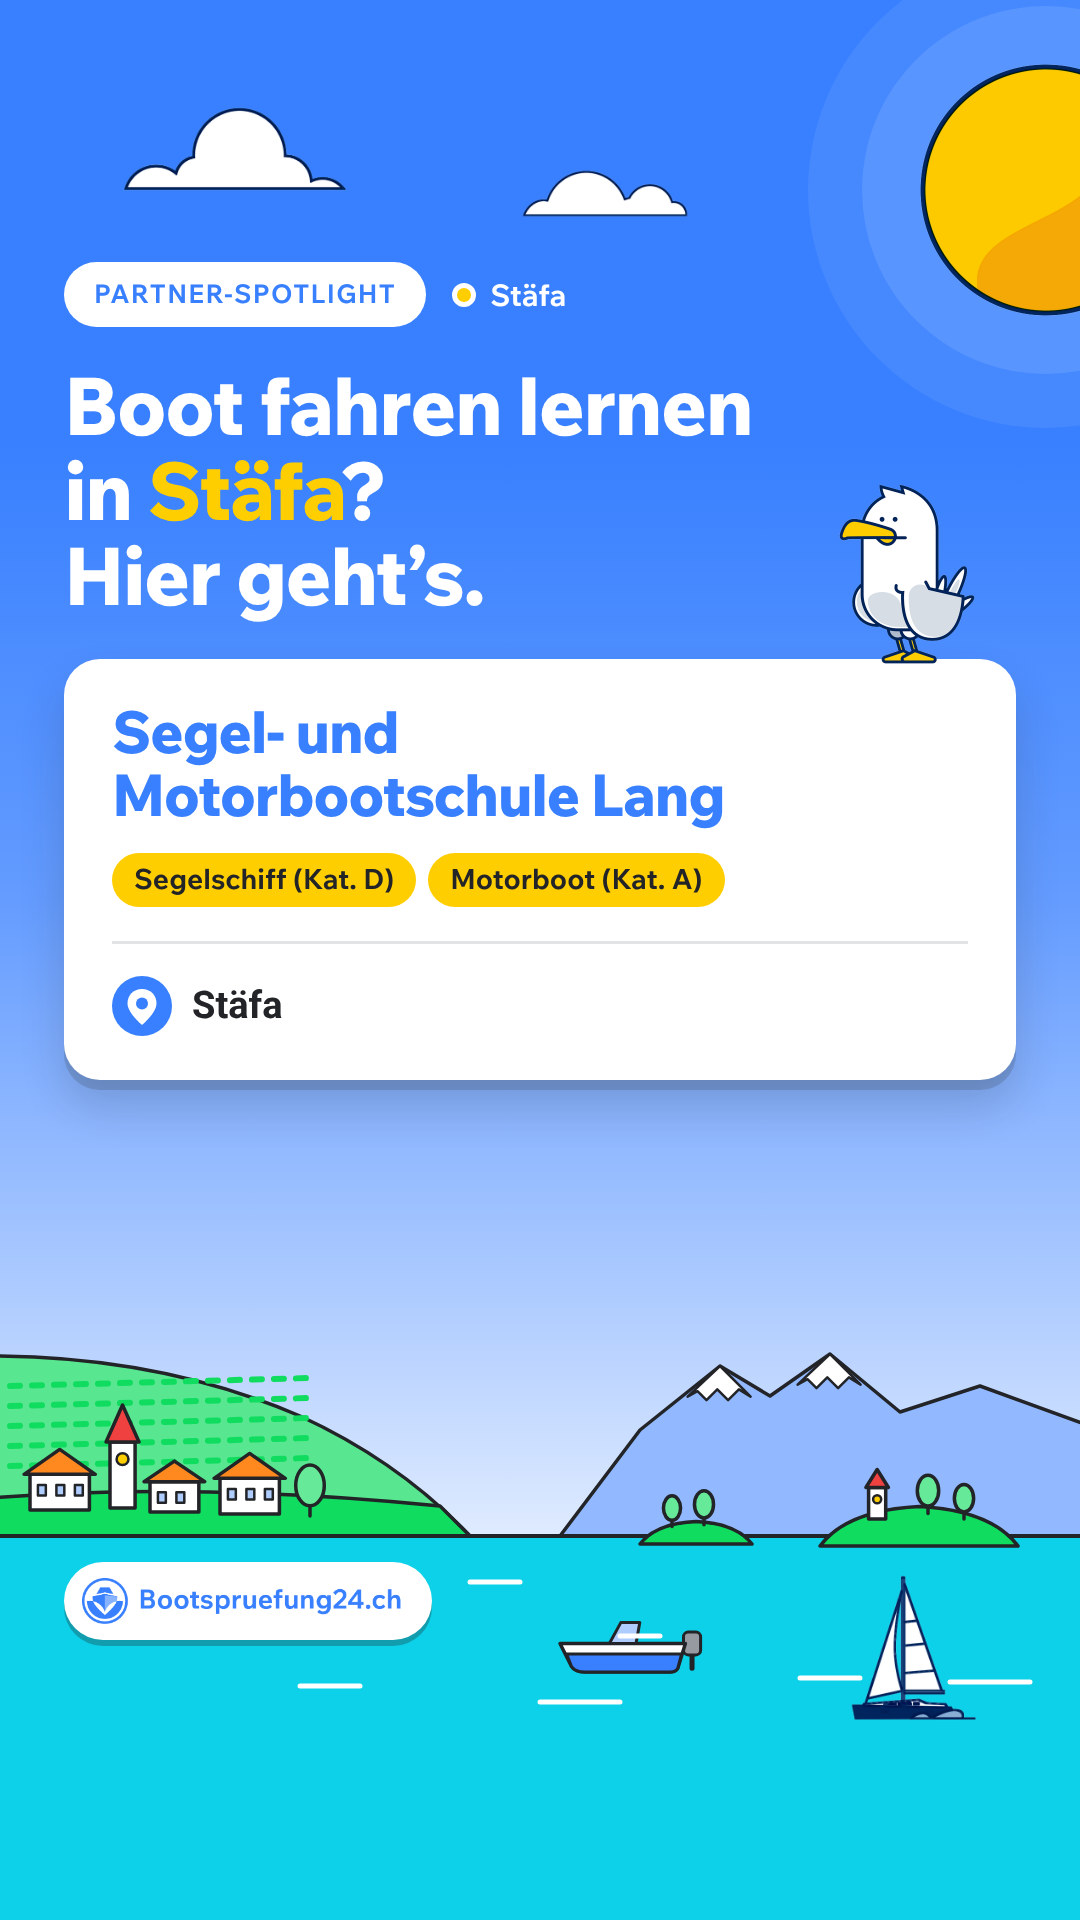 PARTNER-SPOTLIGHT
Stäfa
Boot fahren lernen
in Stäfa?
Hier geht’s.
Segel- und
Motorbootschule Lang
Segelschiff (Kat. D)
Motorboot (Kat. A)
Stäfa
Bootspruefung24.ch